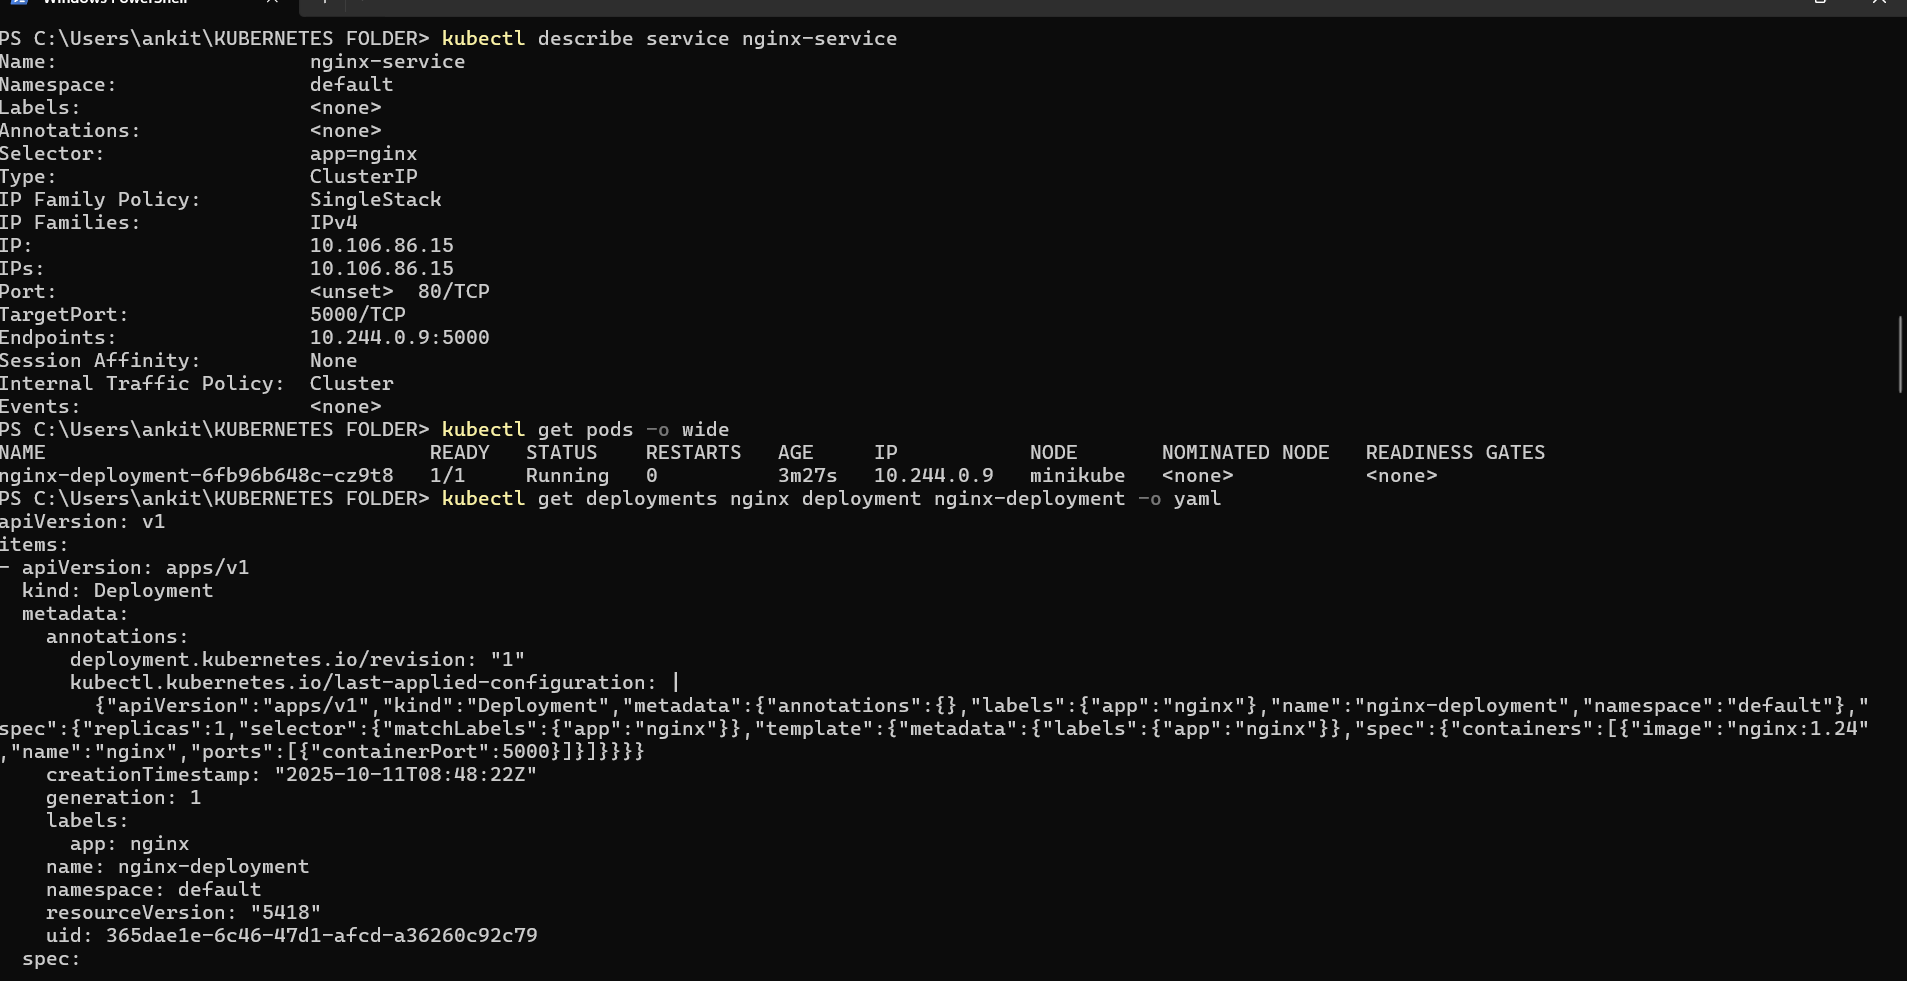 Windows PowerShell
PS C:\Users\ankit\KUBERNETES FOLDER> kubectl describe service nginx-service
Name:                     nginx-service
Namespace:                default
Labels:                   <none>
Annotations:              <none>
Selector:                 app=nginx
Type:                     ClusterIP
IP Family Policy:         SingleStack
IP Families:              IPv4
IP:                       10.106.86.15
IPs:                      10.106.86.15
Port:                     <unset>  80/TCP
TargetPort:               5000/TCP
Endpoints:                10.244.0.9:5000
Session Affinity:         None
Internal Traffic Policy:  Cluster
Events:                   <none>
PS C:\Users\ankit\KUBERNETES FOLDER> kubectl get pods -o wide
NAME                                READY   STATUS    RESTARTS   AGE     IP           NODE       NOMINATED NODE   READINESS GATES
nginx-deployment-6fb96b648c-cz9t8   1/1     Running   0          3m27s   10.244.0.9   minikube   <none>           <none>
PS C:\Users\ankit\KUBERNETES FOLDER> kubectl get deployments nginx deployment nginx-deployment -o yaml
apiVersion: v1
items:
- apiVersion: apps/v1
  kind: Deployment
  metadata:
    annotations:
      deployment.kubernetes.io/revision: "1"
      kubectl.kubernetes.io/last-applied-configuration: |
        {"apiVersion":"apps/v1","kind":"Deployment","metadata":{"annotations":{},"labels":{"app":"nginx"},"name":"nginx-deployment","namespace":"default"},"
spec":{"replicas":1,"selector":{"matchLabels":{"app":"nginx"}},"template":{"metadata":{"labels":{"app":"nginx"}},"spec":{"containers":[{"image":"nginx:1.24"
,"name":"nginx","ports":[{"containerPort":5000}]}]}}}}
    creationTimestamp: "2025-10-11T08:48:22Z"
    generation: 1
    labels:
      app: nginx
    name: nginx-deployment
    namespace: default
    resourceVersion: "5418"
    uid: 365dae1e-6c46-47d1-afcd-a36260c92c79
  spec: